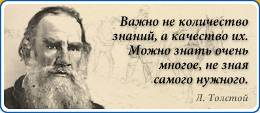 Важно не количество
знаний, а качество их.
Можно знать очень
многое, не зная
самого нужного.
Л. Толстой